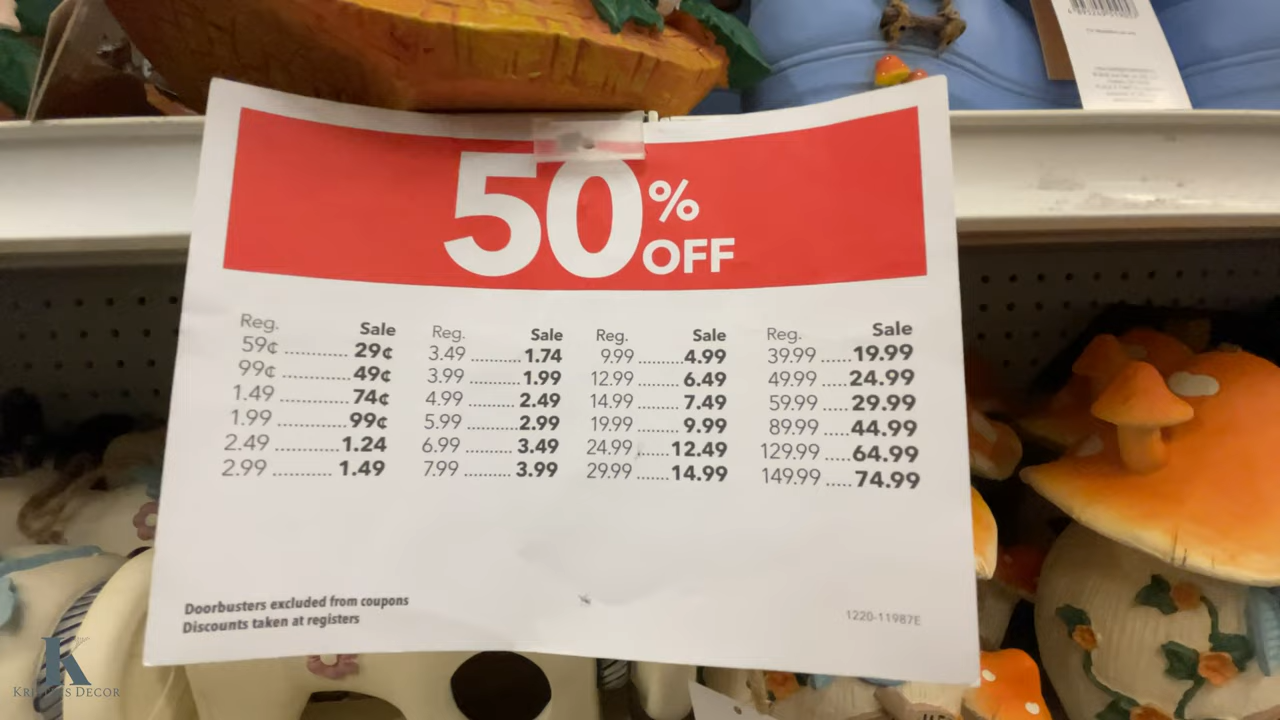 50% OFF
Reg. Sale
59¢ ........... 29¢
99¢ ........... 49¢
1.49 ........... 74¢
1.99 ........... 99¢
2.49 ........... 1.24
2.99 ........... 1.49
Reg. Sale
3.49 ........... 1.74
3.99 ........... 1.99
4.99 ........... 2.49
5.99 ........... 2.99
6.99 ........... 3.49
7.99 ........... 3.99
Reg. Sale
9.99 ........ 4.99
12.99 ....... 6.49
14.99 ....... 7.49
19.99 ....... 9.99
24.99 ...... 12.49
29.99 ....... 14.99
Reg. Sale
39.99 ...... 19.99
49.99 ..... 24.99
59.99 ..... 29.99
89.99 ..... 44.99
129.99 ..... 64.99
149.99 ..... 74.99
Doorbusters excluded from coupons
Discounts taken at registers
1220-11987E
K